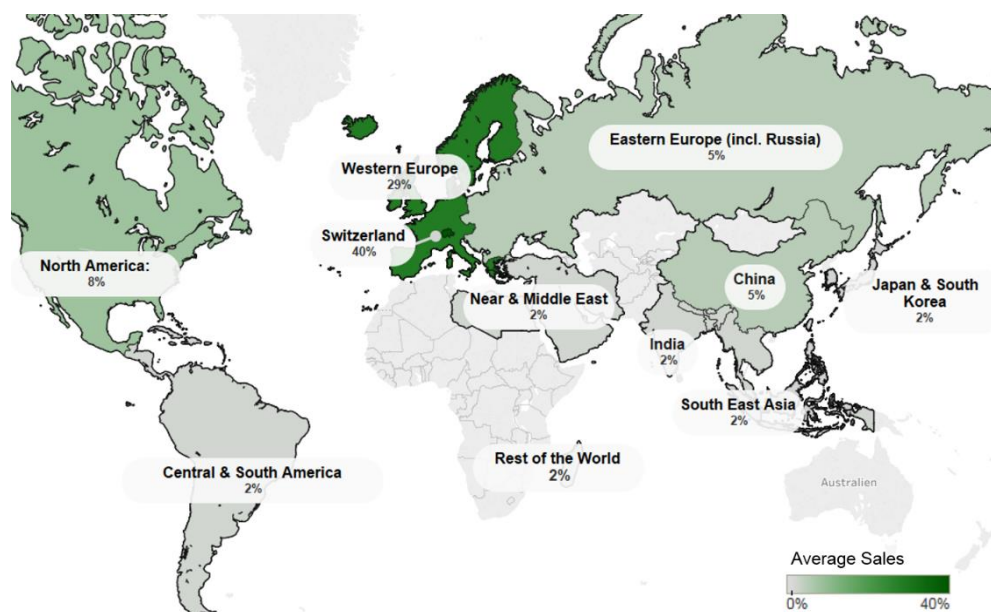 Eastern Europe (incl. Russia)
5%
Western Europe
29%
Switzerland
40%
North America:
8%
China
5%
Japan & South
Korea
2%
Near & Middle East
2%
India
2%
South East Asia
2%
Central & South America
2%
Rest of the World
2%
Australien
Average Sales
0%
40%